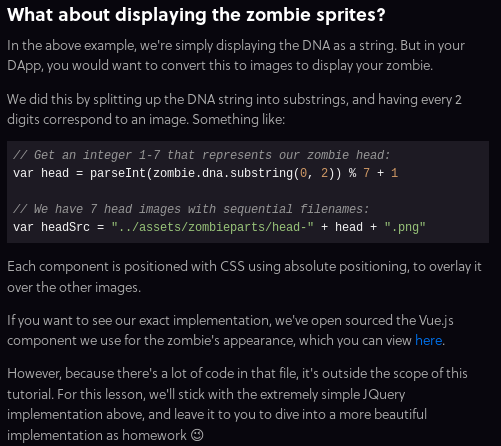 What about displaying the zombie sprites?
In the above example, we're simply displaying the DNA as a string. But in your
DApp, you would want to convert this to images to display your zombie.
We did this by splitting up the DNA string into substrings, and having every 2
digits correspond to an image. Something like:
// Get an integer 1-7 that represents our zombie head:
var head = parseInt(zombie.dna.substring(0, 2)) % 7 + 1
// We have 7 head images with sequential filenames:
var headSrc = "../assets/zombieparts/head-" + head + ".png"
Each component is positioned with CSS using absolute positioning, to overlay it
over the other images.
If you want to see our exact implementation, we've open sourced the Vue.js
component we use for the zombie's appearance, which you can view here.
However, because there's a lot of code in that file, it's outside the scope of this
tutorial. For this lesson, we'll stick with the extremely simple JQuery
implementation above, and leave it to you to dive into a more beautiful
implementation as homework 😉